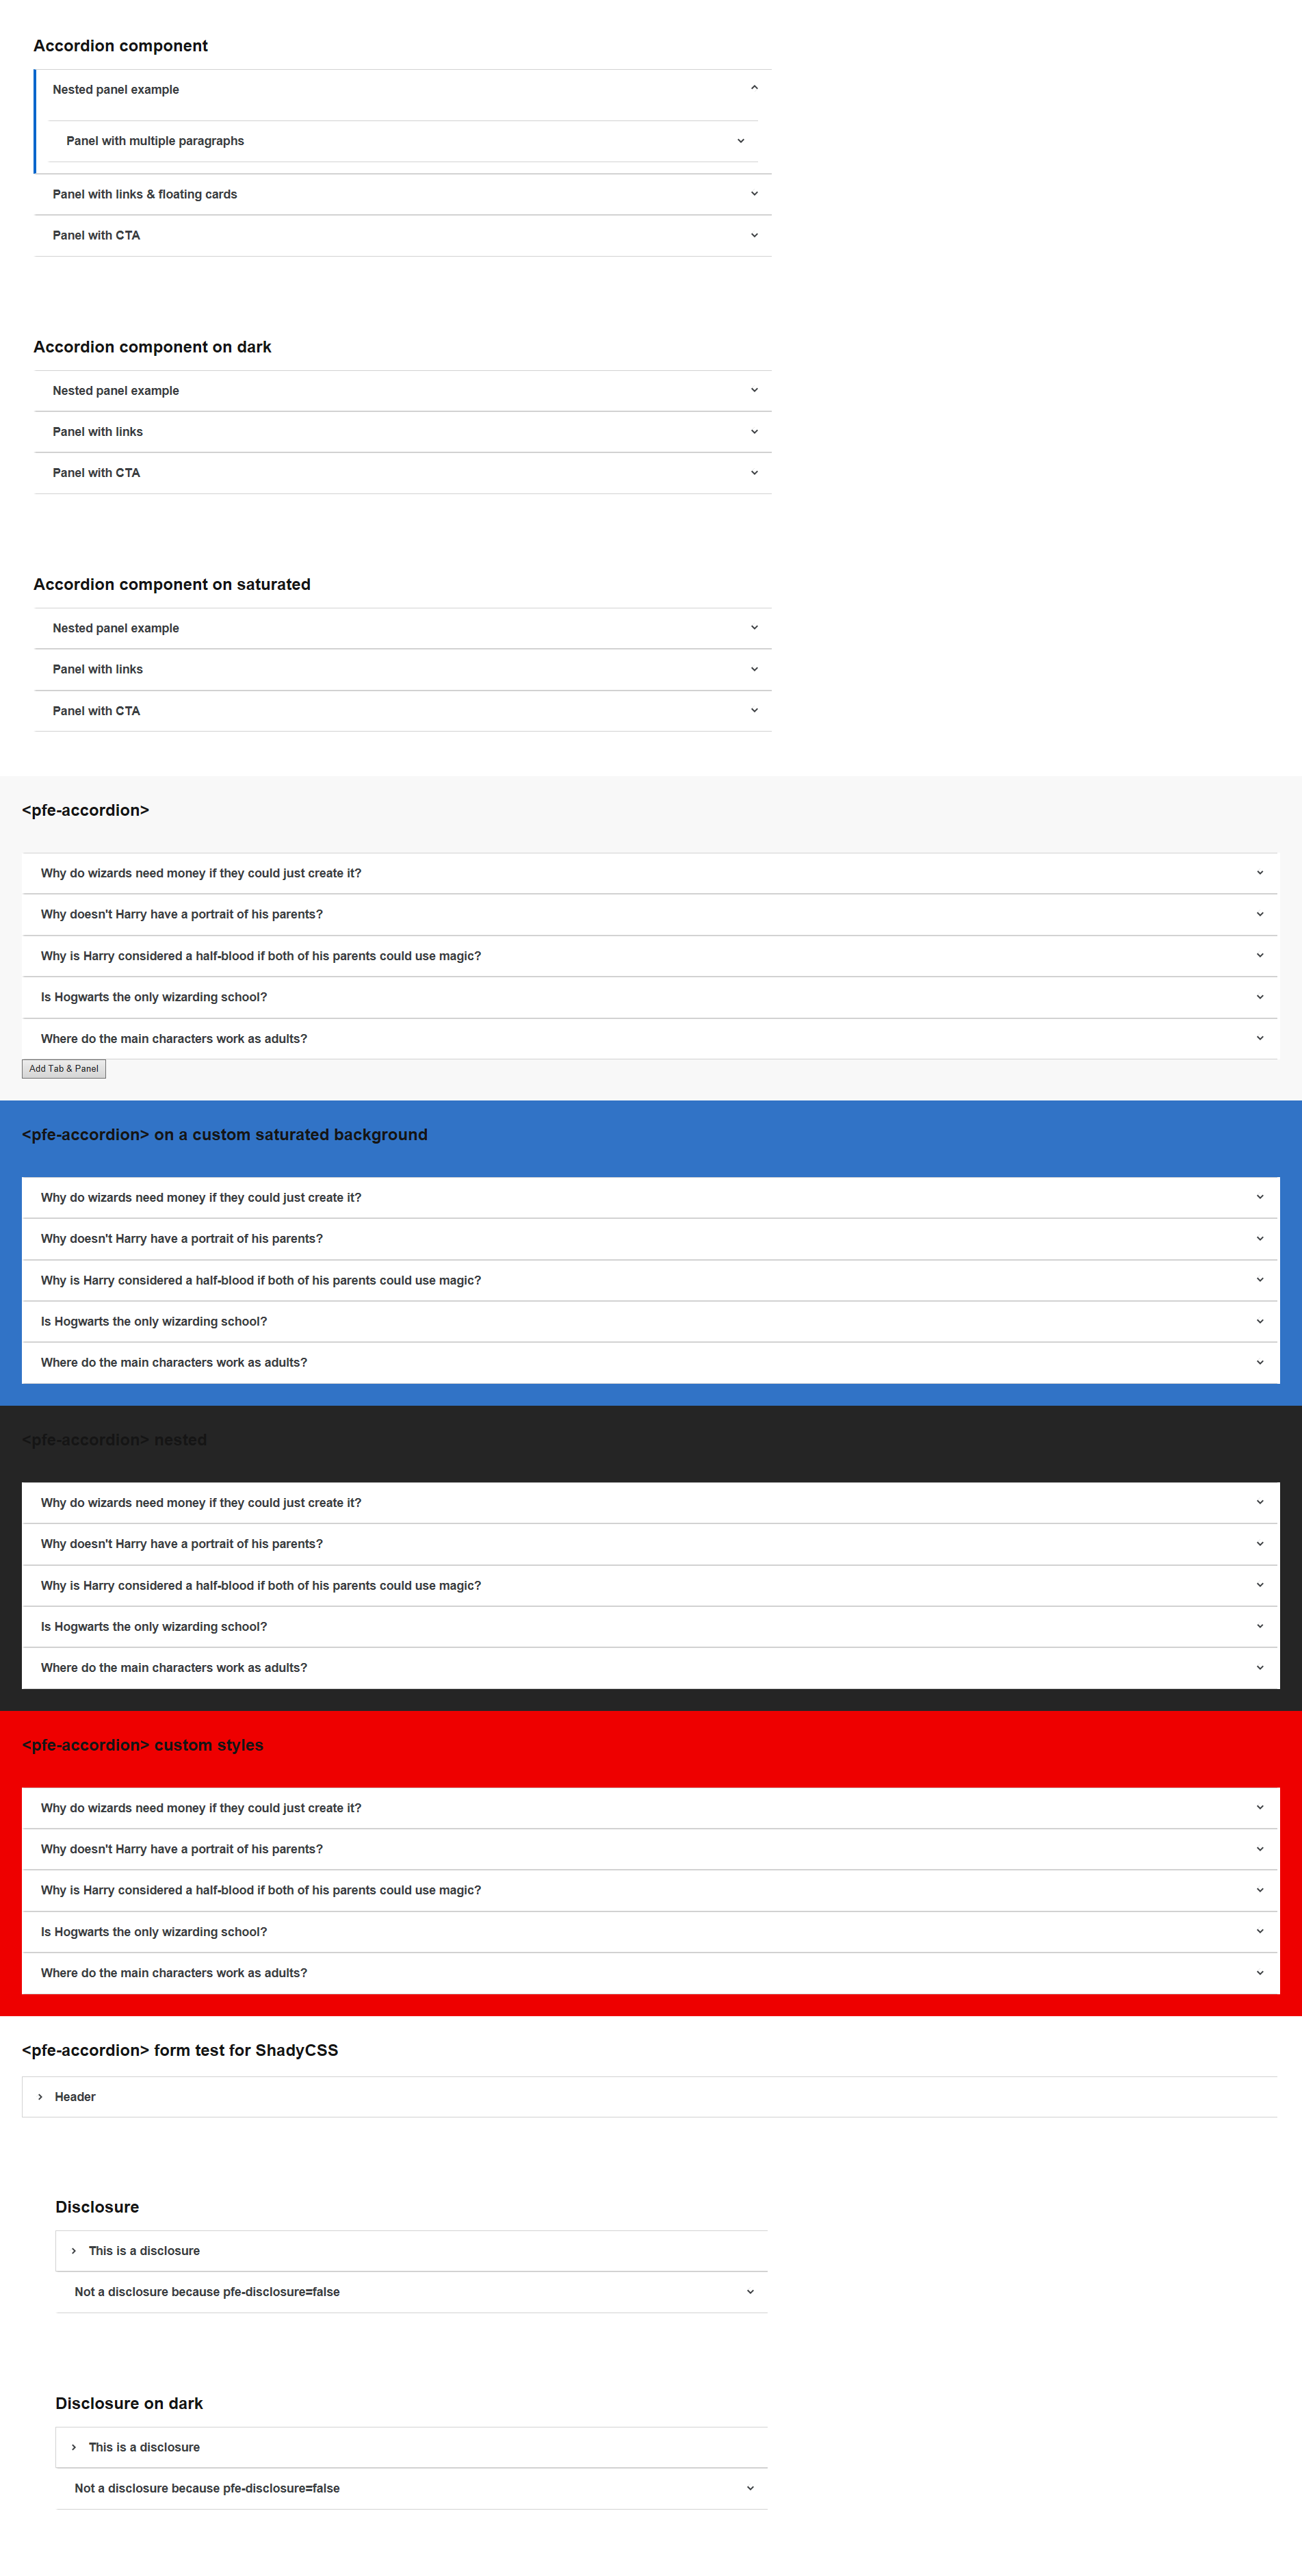 Accordion component
Nested panel example
Panel with multiple paragraphs
Panel with links & floating cards
Panel with CTA
Accordion component on dark
Nested panel example
Panel with links
Panel with CTA
Accordion component on saturated
Nested panel example
Panel with links
Panel with CTA
<pfe-accordion>
Why do wizards need money if they could just create it?
Why doesn't Harry have a portrait of his parents?
Why is Harry considered a half-blood if both of his parents could use magic?
Is Hogwarts the only wizarding school?
Where do the main characters work as adults?
Add Tab & Panel
<pfe-accordion> on a custom saturated background
Why do wizards need money if they could just create it?
Why doesn't Harry have a portrait of his parents?
Why is Harry considered a half-blood if both of his parents could use magic?
Is Hogwarts the only wizarding school?
Where do the main characters work as adults?
<pfe-accordion> nested
Why do wizards need money if they could just create it?
Why doesn't Harry have a portrait of his parents?
Why is Harry considered a half-blood if both of his parents could use magic?
Is Hogwarts the only wizarding school?
Where do the main characters work as adults?
<pfe-accordion> custom styles
Why do wizards need money if they could just create it?
Why doesn't Harry have a portrait of his parents?
Why is Harry considered a half-blood if both of his parents could use magic?
Is Hogwarts the only wizarding school?
Where do the main characters work as adults?
<pfe-accordion> form test for ShadyCSS
Header
Disclosure
This is a disclosure
Not a disclosure because pfe-disclosure=false
Disclosure on dark
This is a disclosure
Not a disclosure because pfe-disclosure=false